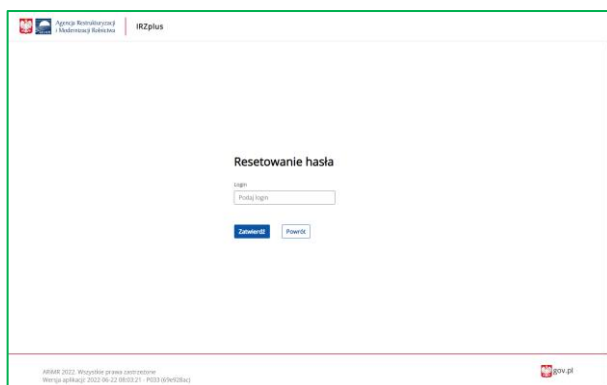 Agencja Restrukturyzacji
i Modernizacji Rolnictwa
IRZplus
Resetowanie hasła
Login
Podaj login
Zatwierdź
Powrót
ARiMR 2022. Wszystkie prawa zastrzeżone
Wersja aplikacji: 2022-06-22 08:03:21 - P033
gov.pl